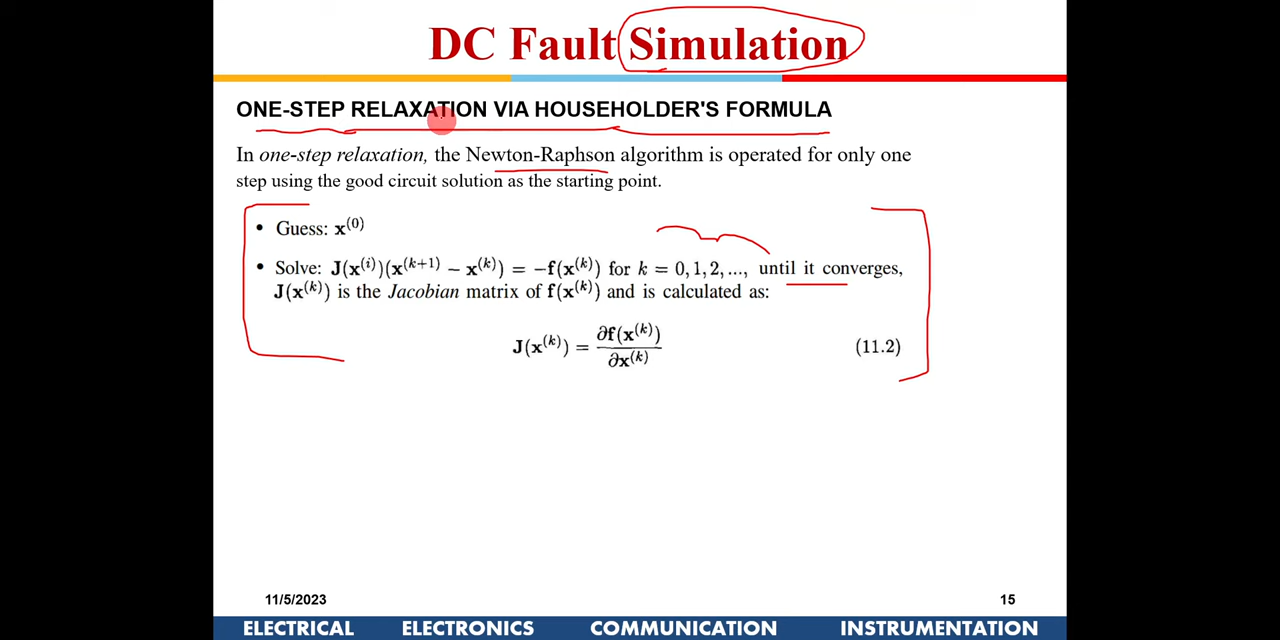 DC Fault Simulation
ONE-STEP RELAXATION VIA HOUSEHOLDER'S FORMULA
In one-step relaxation, the Newton-Raphson algorithm is operated for only one
step using the good circuit solution as the starting point.
• Guess: x^(0)
• Solve: J(x^(i))(x^(k+1) − x^(k)) = −f(x^(k)) for k = 0, 1, 2, ..., until it converges,
J(x^(k)) is the Jacobian matrix of f(x^(k)) and is calculated as:
J(x^(k)) = ∂f(x^(k)) / ∂x^(k) (11.2)
11/5/2023 15
ELECTRICAL ELECTRONICS COMMUNICATION INSTRUMENTATION